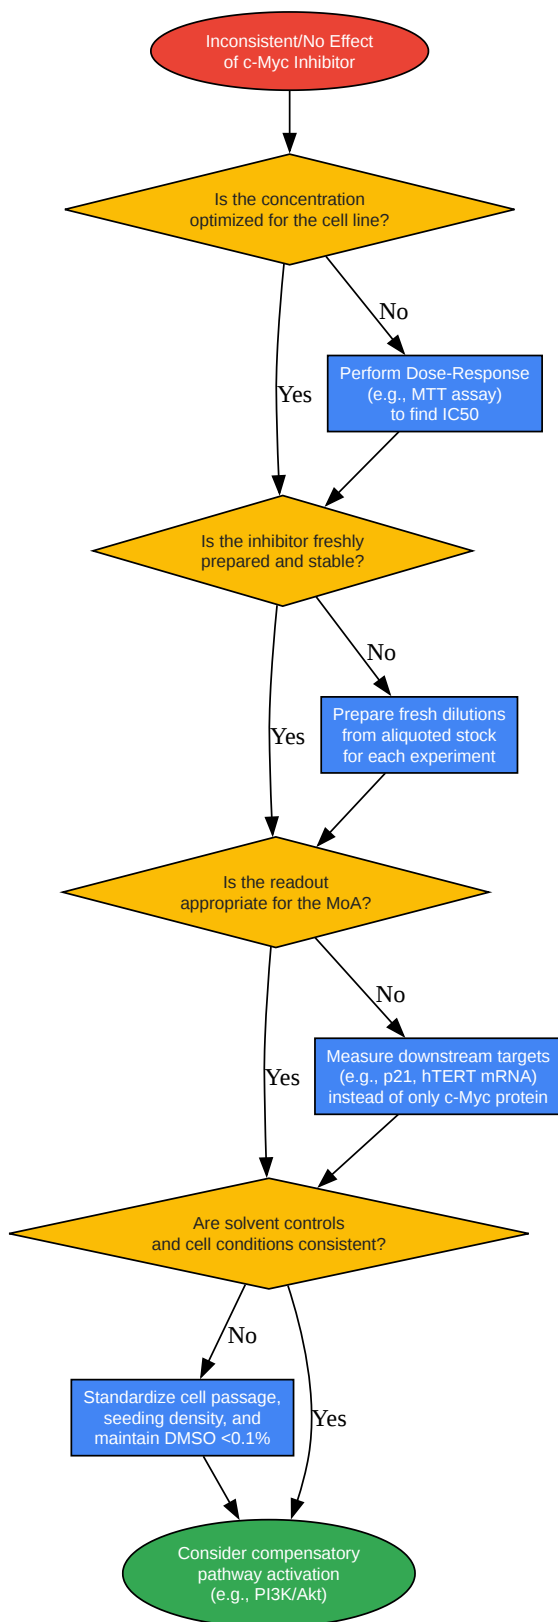 Inconsistent/No Effect
of c-Myc Inhibitor
Is the concentration
optimized for the cell line?
No
Yes
Perform Dose-Response
(e.g., MTT assay)
to find IC50
Is the inhibitor freshly
prepared and stable?
No
Yes
Prepare fresh dilutions
from aliquoted stock
for each experiment
Is the readout
appropriate for the MoA?
No
Yes
Measure downstream targets
(e.g., p21, hTERT mRNA)
instead of only c-Myc protein
Are solvent controls
and cell conditions consistent?
No
Yes
Standardize cell passage,
seeding density, and
maintain DMSO <0.1%
Consider compensatory
pathway activation
(e.g., PI3K/Akt)